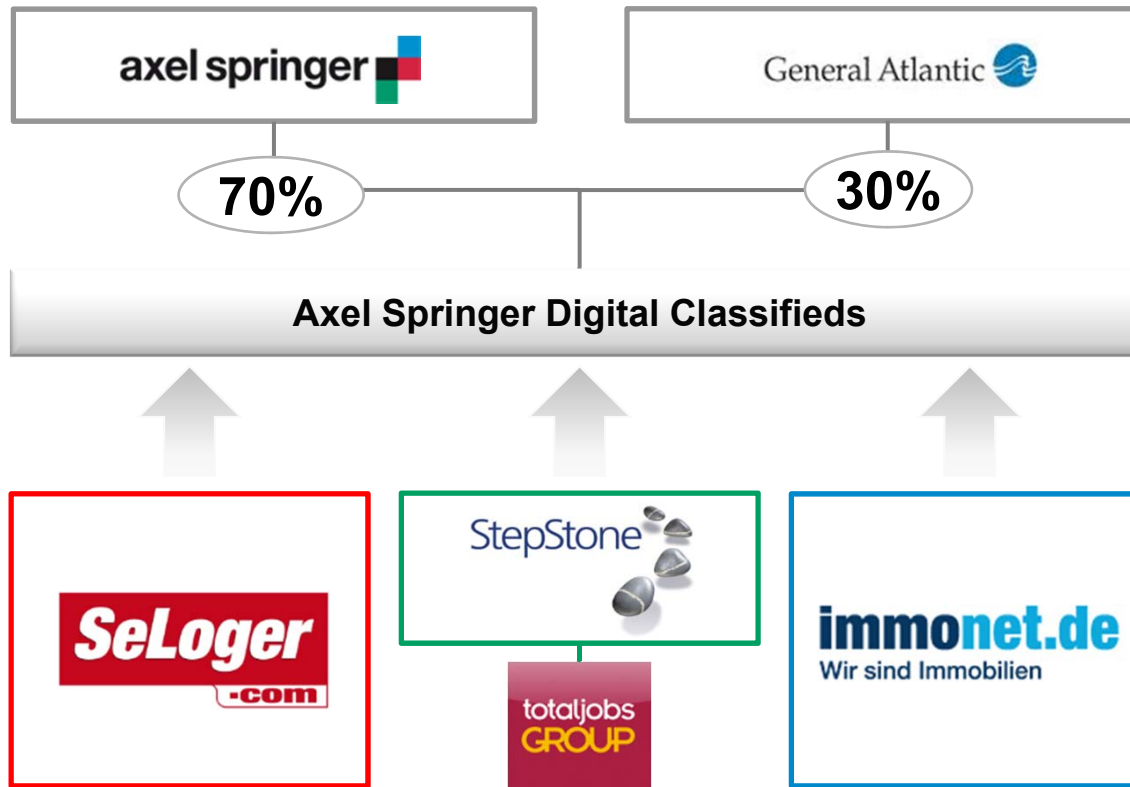 axel springer
General Atlantic
70%
30%
Axel Springer Digital Classifieds
SeLoger
.com
StepStone
totaljobs
GROUP
immonet.de
Wir sind Immobilien